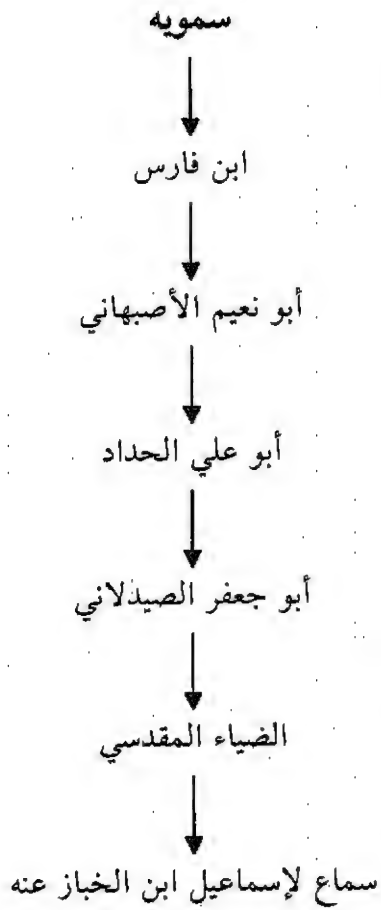 سمويه
ابن فارس
أبو نعيم الأصبهاني
أبو علي الحداد
أبو جعفر الصيدلاني
الضياء المقدسي
سماع لإسماعيل ابن الخباز عنه